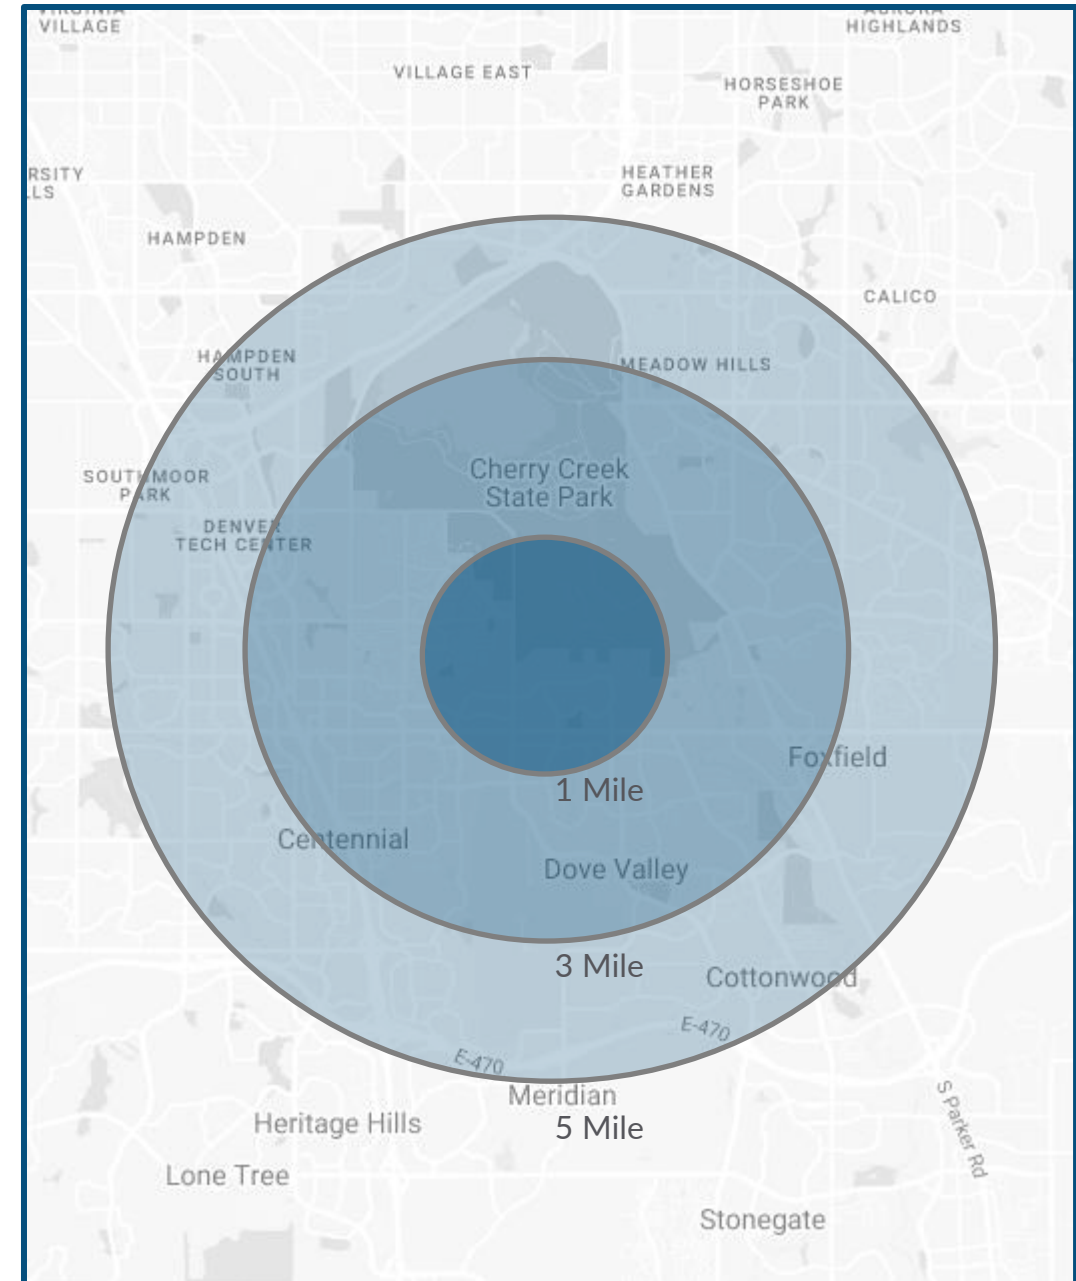 VILLAGE
HIGHLANDS
VILLAGE EAST
HORSESHOE
PARK
RSITY
LS
HEATHER
GARDENS
HAMPDEN
CALICO
HAMPDEN
SOUTH
MEADOW HILLS
Cherry Creek
State Park
SOUTHMOOR
PARK
DENVER
TECH CENTER
Foxfield
1 Mile
Centennial
Dove Valley
3 Mile
Cottonwood
E-470
E-470
Meridian
5 Mile
Heritage Hills
S Parker Rd
Lone Tree
Stonegate